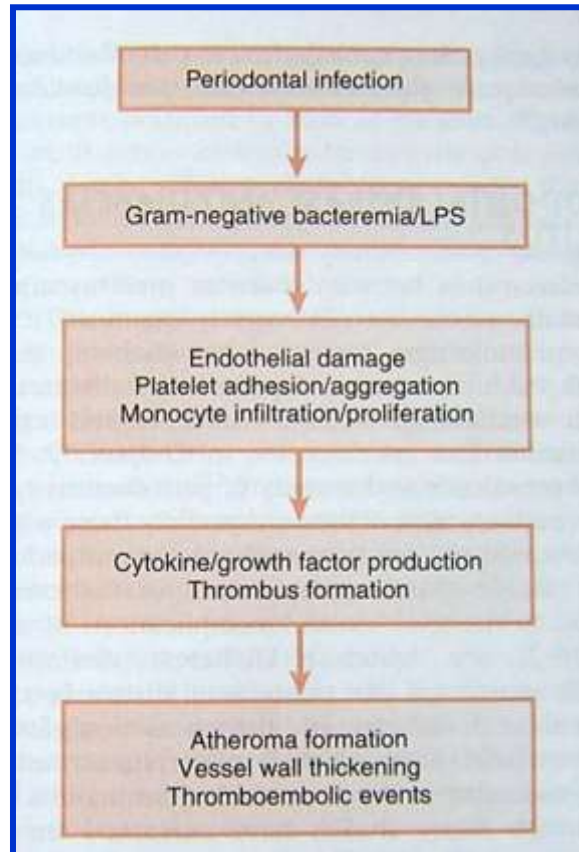 Periodontal infection
Gram-negative bacteremia/LPS
Endothelial damage
Platelet adhesion/aggregation
Monocyte infiltration/proliferation
Cytokine/growth factor production
Thrombus formation
Atheroma formation
Vessel wall thickening
Thromboembolic events